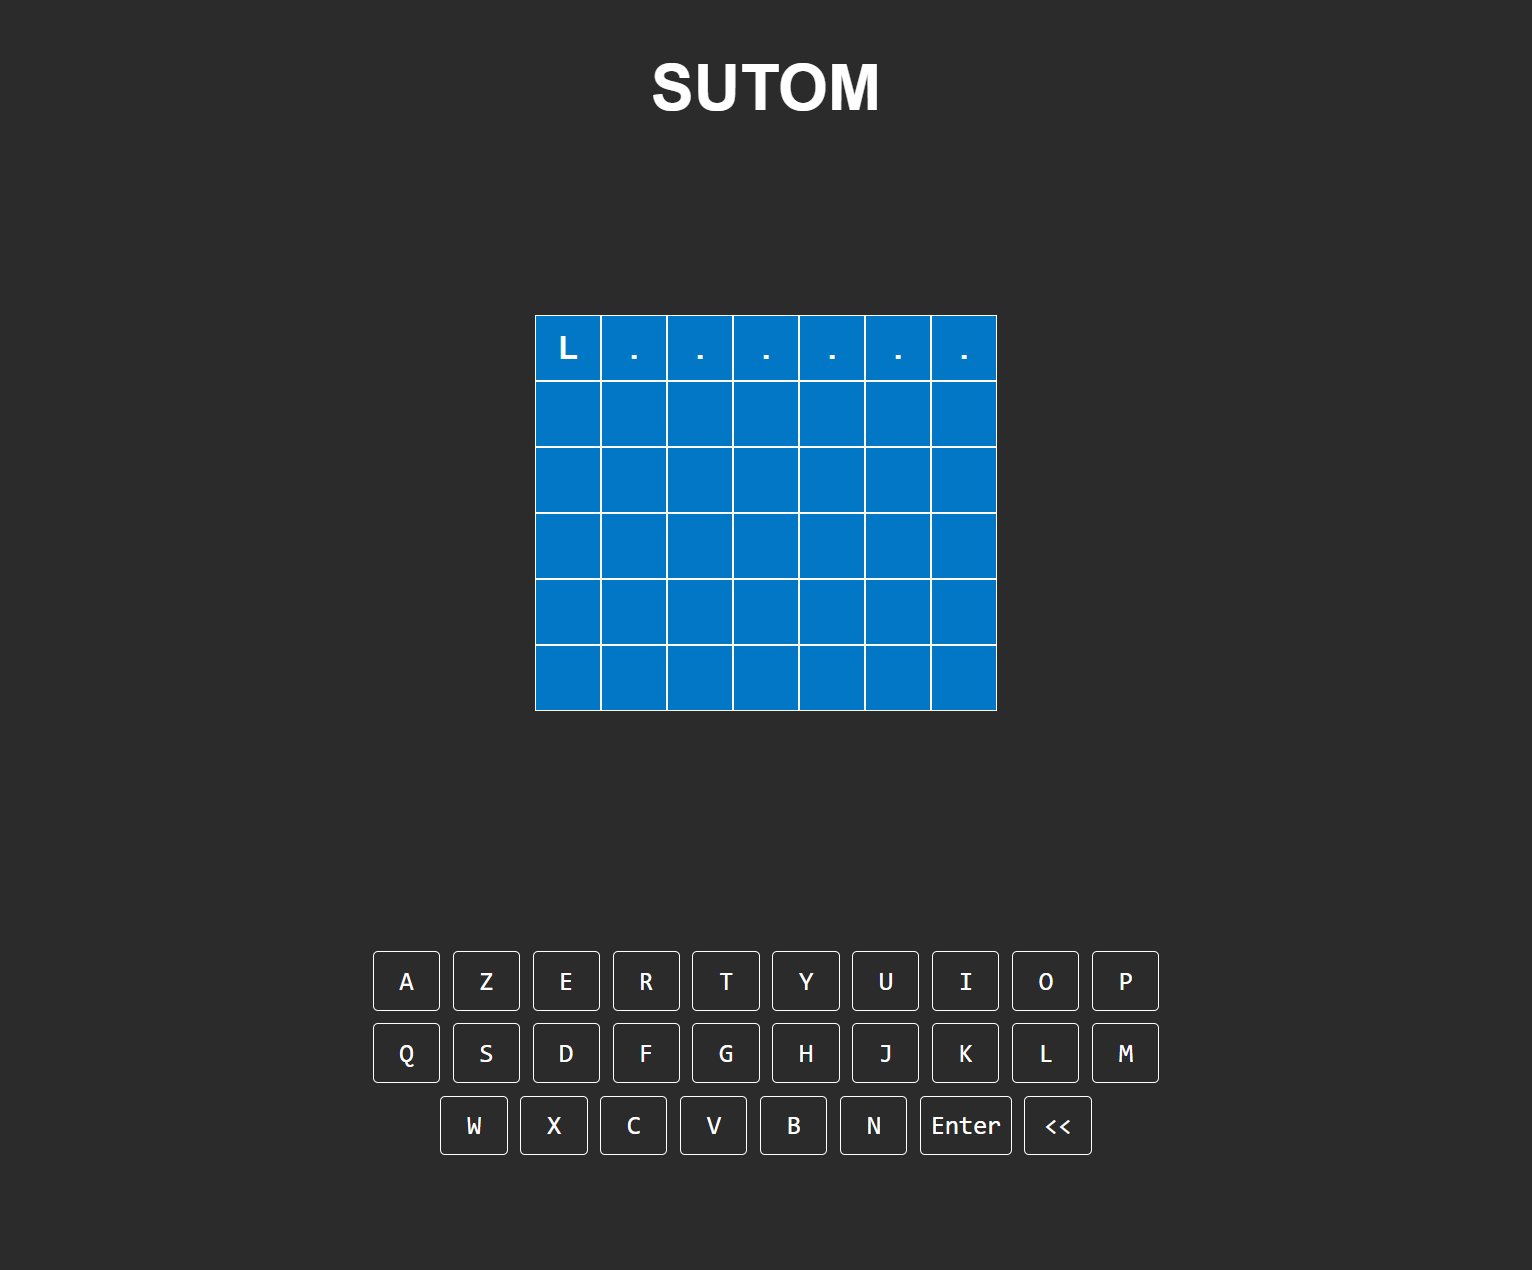 SUTOM
L . . . . . .
A Z E R T Y U I O P
Q S D F G H J K L M
W X C V B N Enter <<